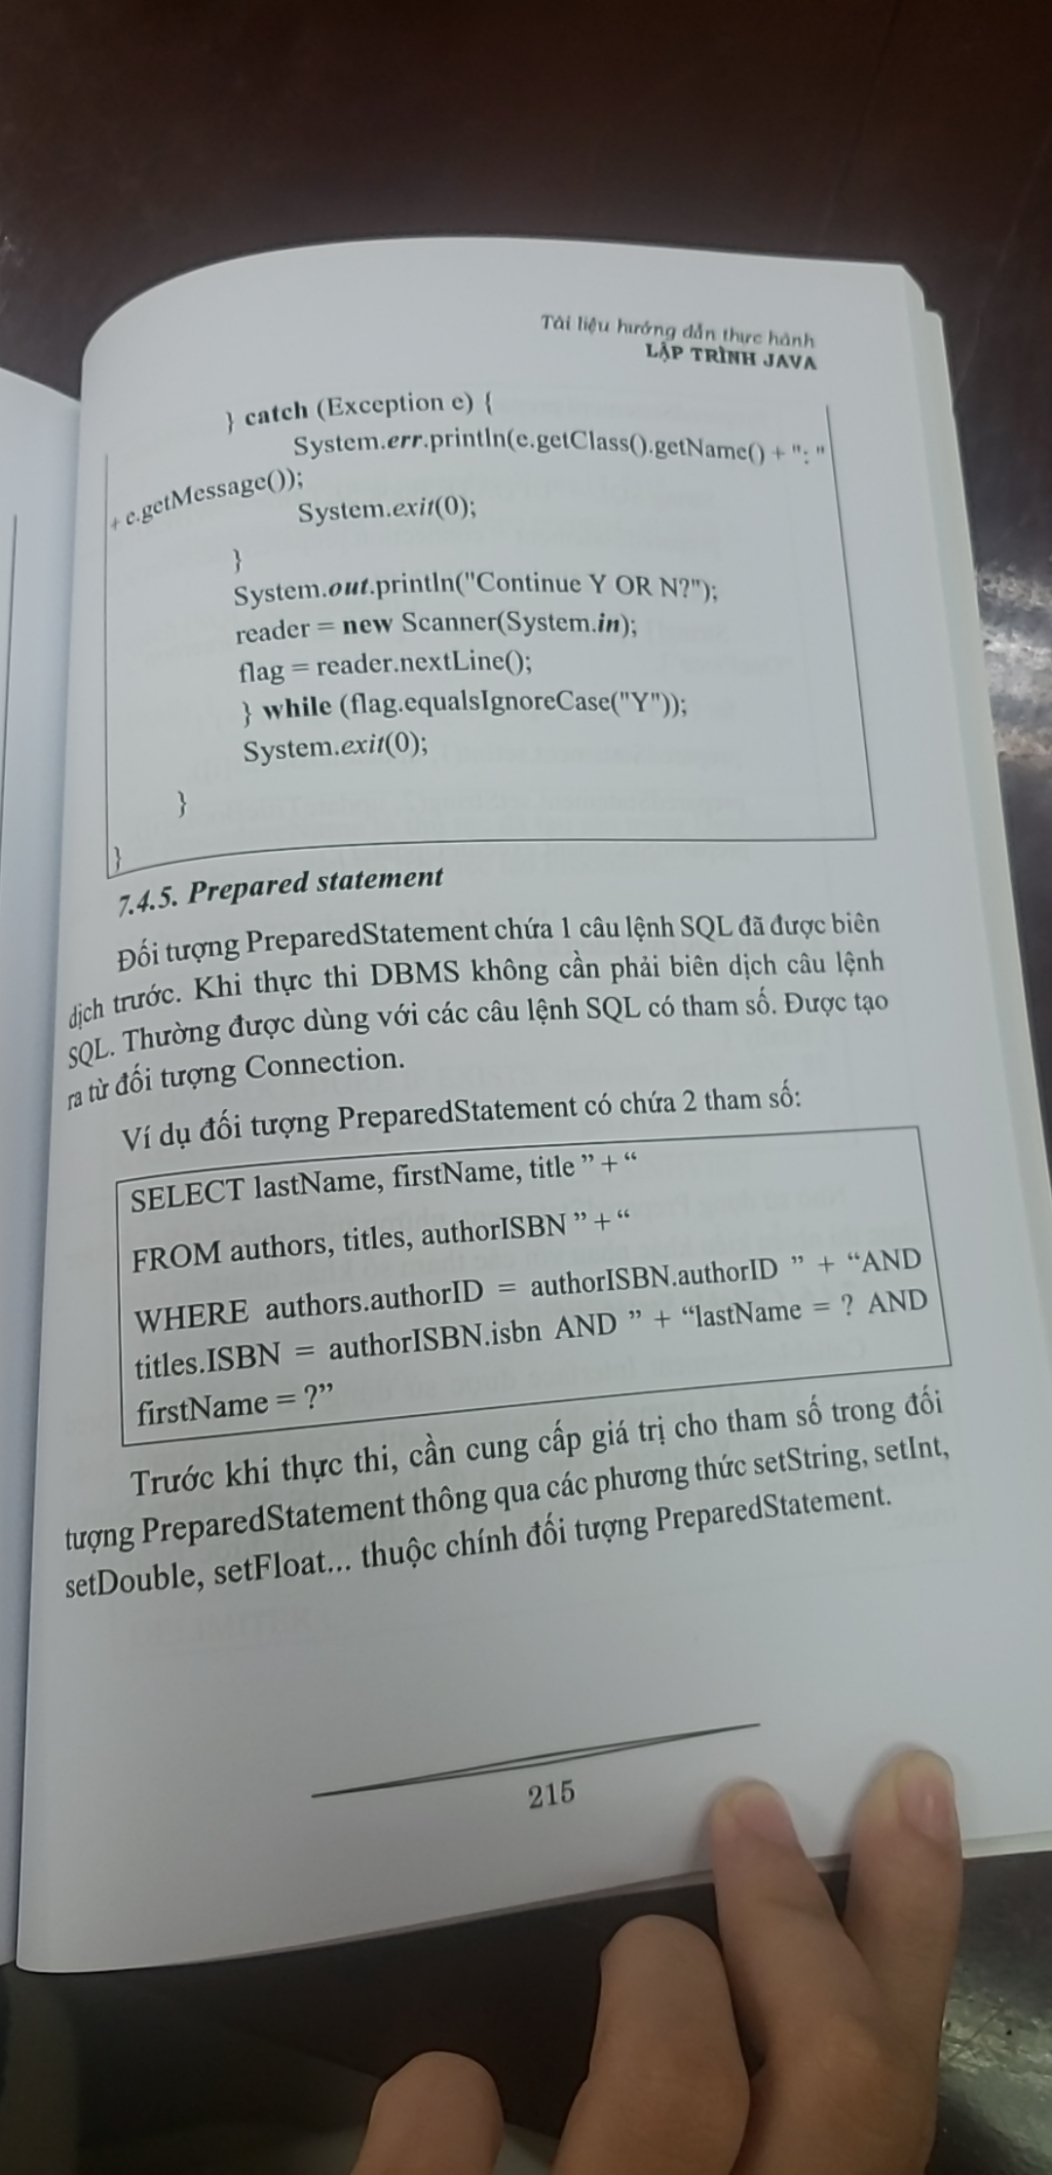 Tài liệu hướng dẫn thực hành
LẬP TRÌNH JAVA
} catch (Exception e) {
System.err.println(e.getClass().getName() + ": "
+ e.getMessage());
System.exit(0);
}
System.out.println("Continue Y OR N?");
reader = new Scanner(System.in);
flag = reader.nextLine();
} while (flag.equalsIgnoreCase("Y"));
System.exit(0);
}
}
7.4.5. Prepared statement
Đối tượng PreparedStatement chứa 1 câu lệnh SQL đã được biên
dịch trước. Khi thực thi DBMS không cần phải biên dịch câu lệnh
SQL. Thường được dùng với các câu lệnh SQL có tham số. Được tạo
ra từ đối tượng Connection.
Ví dụ đối tượng PreparedStatement có chứa 2 tham số:
SELECT lastName, firstName, title ” + “
FROM authors, titles, authorISBN ” + “
WHERE authors.authorID = authorISBN.authorID ” + “AND
titles.ISBN = authorISBN.isbn AND ” + “lastName = ? AND
firstName = ?”
Trước khi thực thi, cần cung cấp giá trị cho tham số trong đối
tượng PreparedStatement thông qua các phương thức setString, setInt,
setDouble, setFloat... thuộc chính đối tượng PreparedStatement.
215